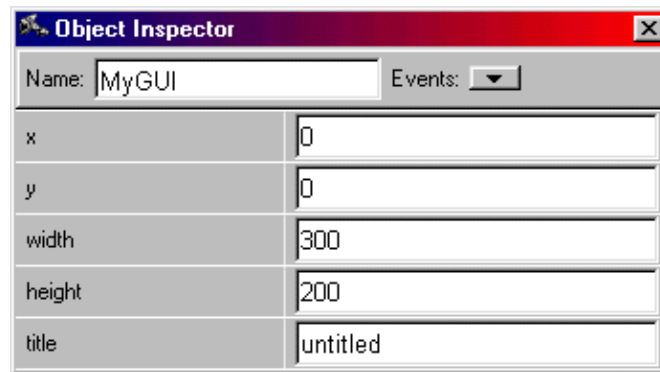 Object Inspector
Name: MyGUI Events:
x 0
y 0
width 300
height 200
title untitled